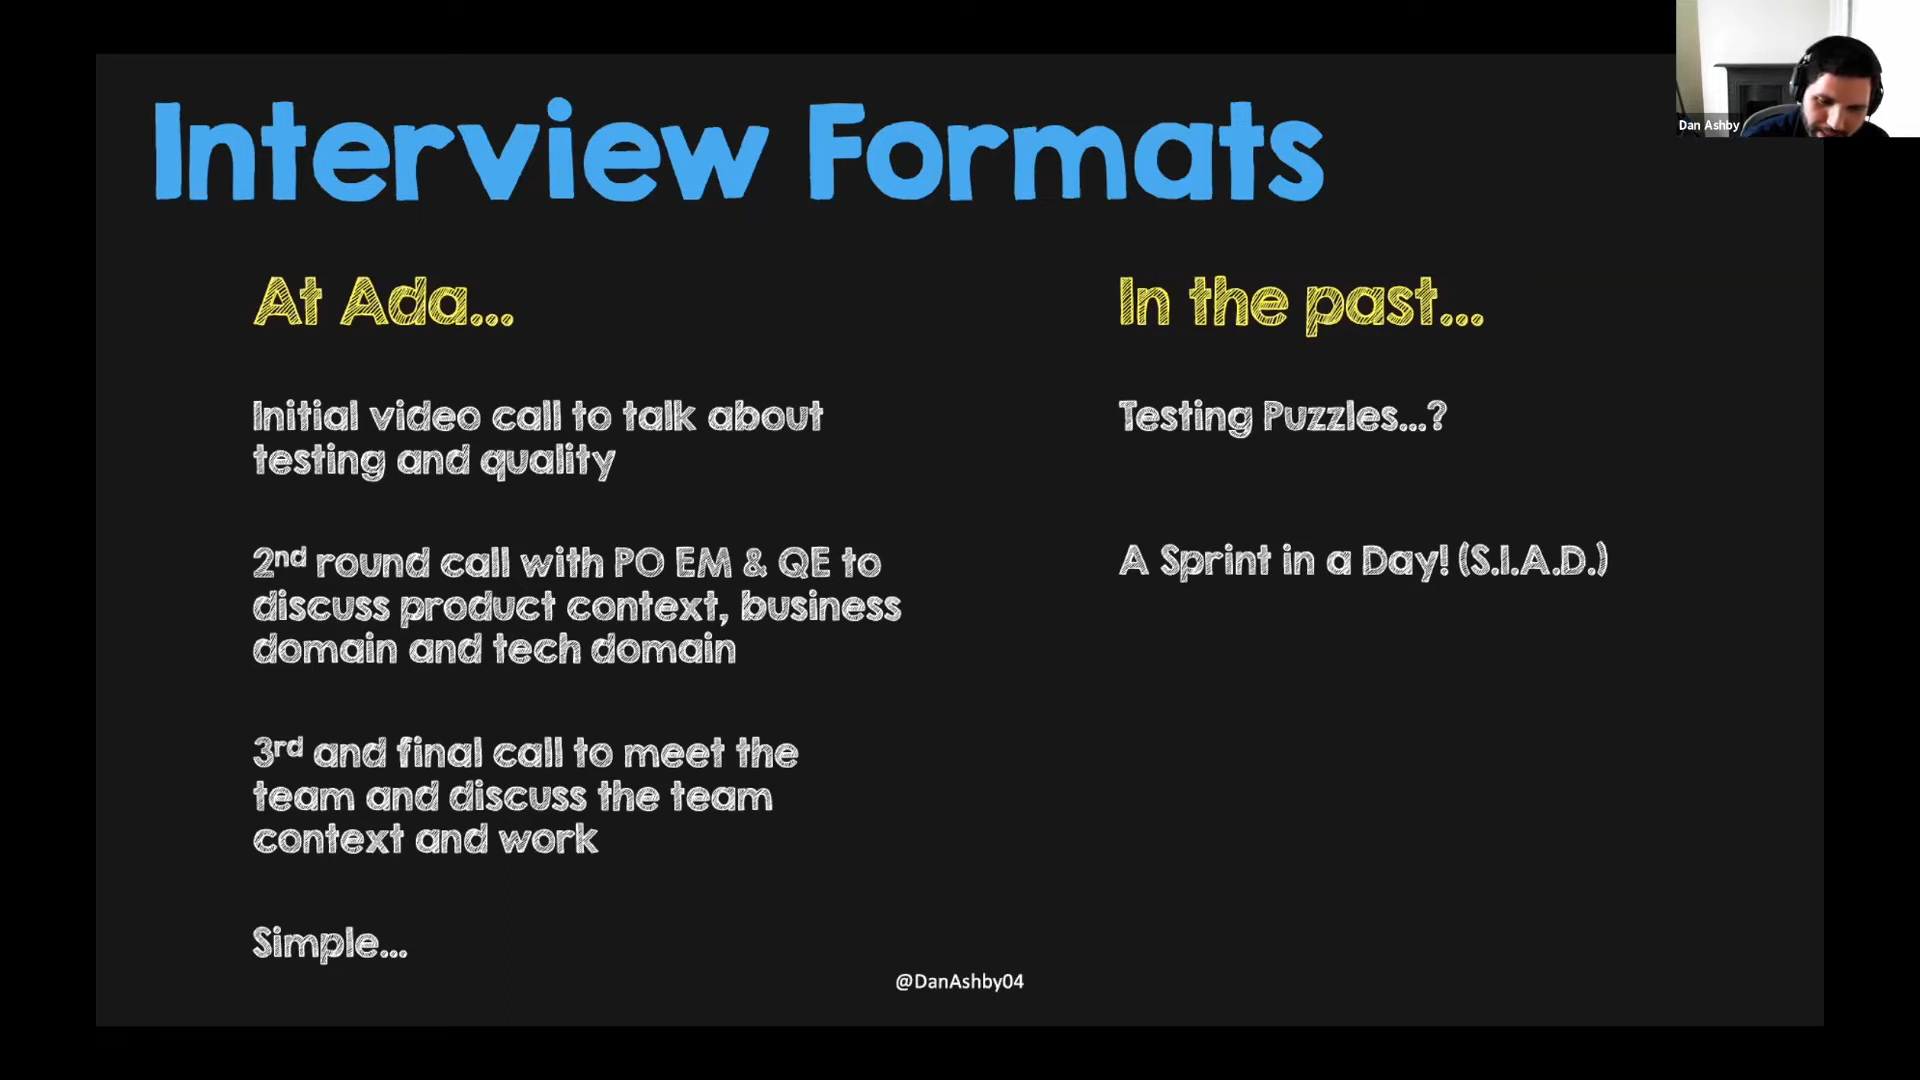 Interview Formats
Dan Ashby
At Ada...
Initial video call to talk about
testing and quality
2nd round call with PO EM & QE to
discuss product context, business
domain and tech domain
3rd and final call to meet the
team and discuss the team
context and work
Simple...
In the past...
Testing Puzzles...?
A Sprint in a Day! (S.I.A.D.)
@DanAshby04